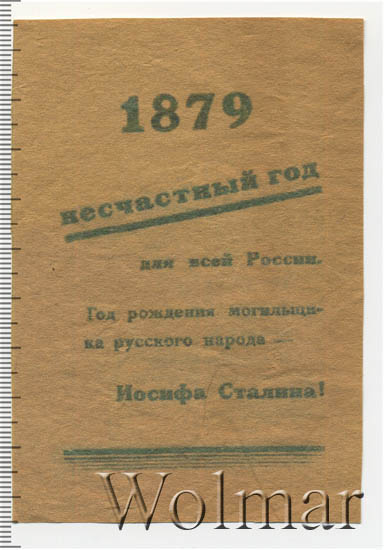 1879
несчастный год
для всей России.
Год рождения могильщи-
ка русского народа —
Иосифа Сталина!
Wolmar